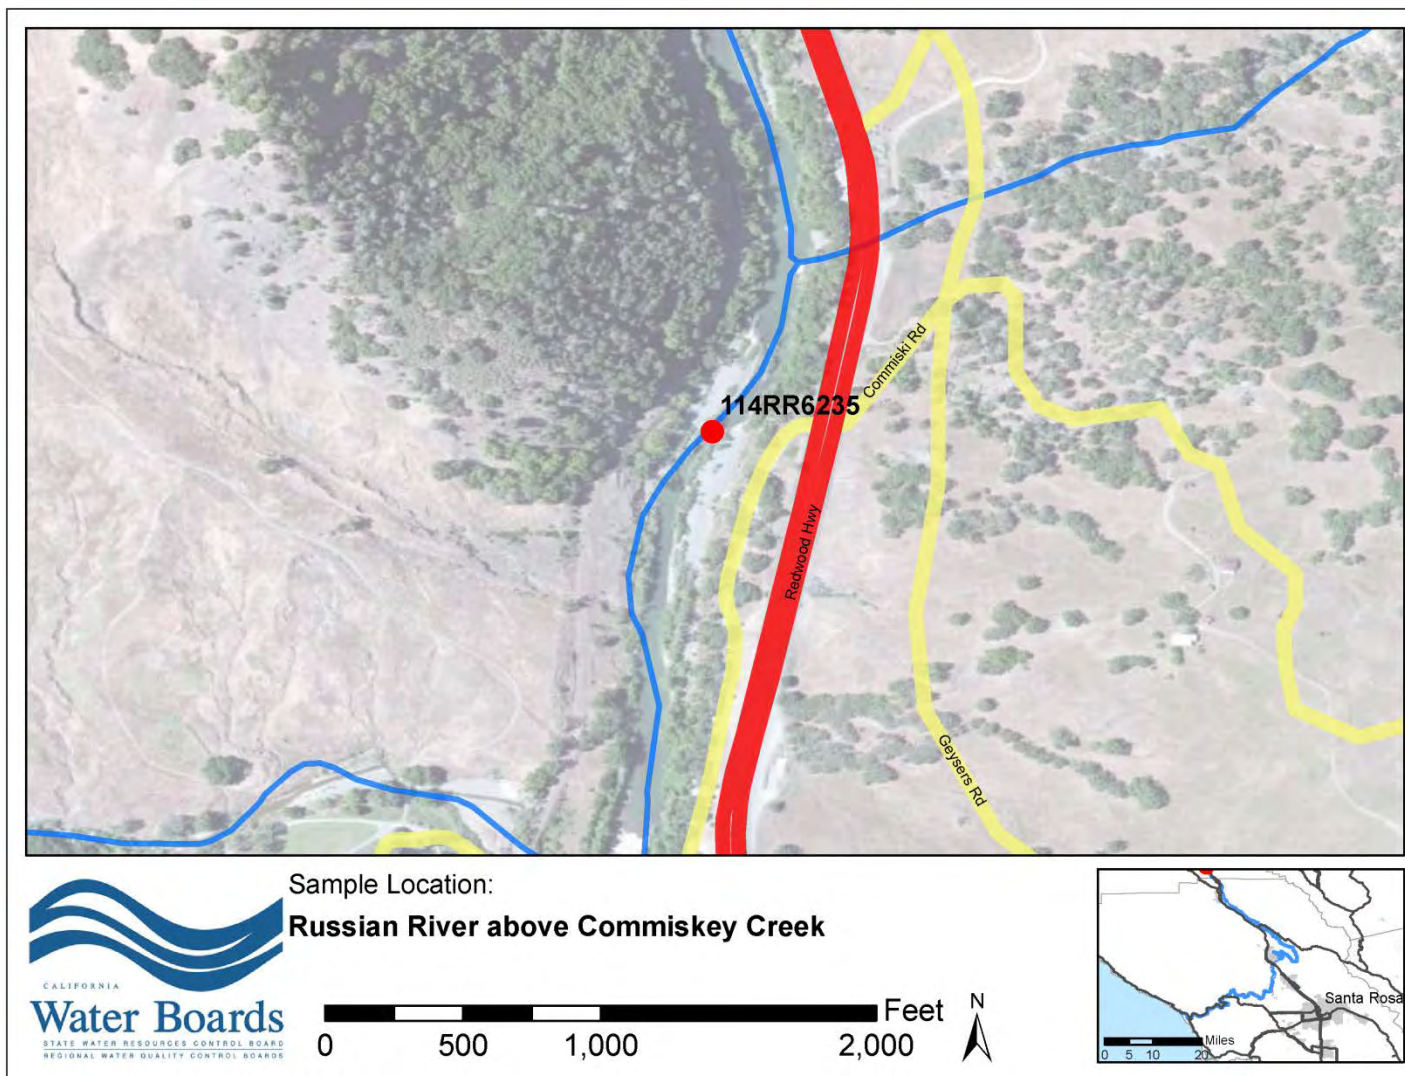 114RR6235
Commiski Rd
Redwood Hwy
Geysers Rd
Sample Location:
Russian River above Commiskey Creek
CALIFORNIA
Water Boards
STATE WATER RESOURCES CONTROL BOARD
REGIONAL WATER QUALITY CONTROL BOARDS
Feet
0 500 1,000 2,000
N
Santa Rosa
Miles
0 5 10 20